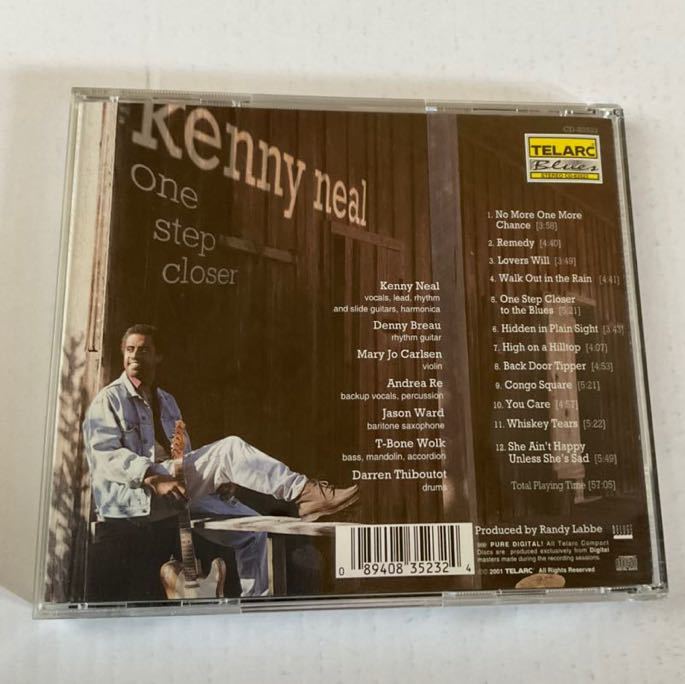 Kenny neal
one
step
closer
TELARC
Blues
STEREO CD-83523
1. No More One More
Chance [3:58]
2. Remedy [4:40]
3. Lovers Will [3:49]
4. Walk Out in the Rain [4:41]
5. One Step Closer
to the Blues [5:21]
6. Hidden in Plain Sight [3:43]
7. High on a Hilltop [4:07]
8. Back Door Tipper [4:53]
9. Congo Square [5:21]
10. You Care [4:57]
11. Whiskey Tears [5:22]
12. She Ain't Happy
Unless She's Sad [5:49]
Total Playing Time [57:05]
Kenny Neal
vocals, lead, rhythm
and slide guitars, harmonica
Denny Breau
rhythm guitar
Mary Jo Carlsen
violin
Andrea Re
backup vocals, percussion
Jason Ward
baritone saxophone
T-Bone Wolk
bass, mandolin, accordion
Darren Thiboutot
drums
Produced by Randy Labbe
PURE DIGITAL! All Telarc Compact
Discs are produced exclusively from Digital
masters made during the recording sessions.
©2001 TELARC® All Rights Reserved
0 89408 35232 4